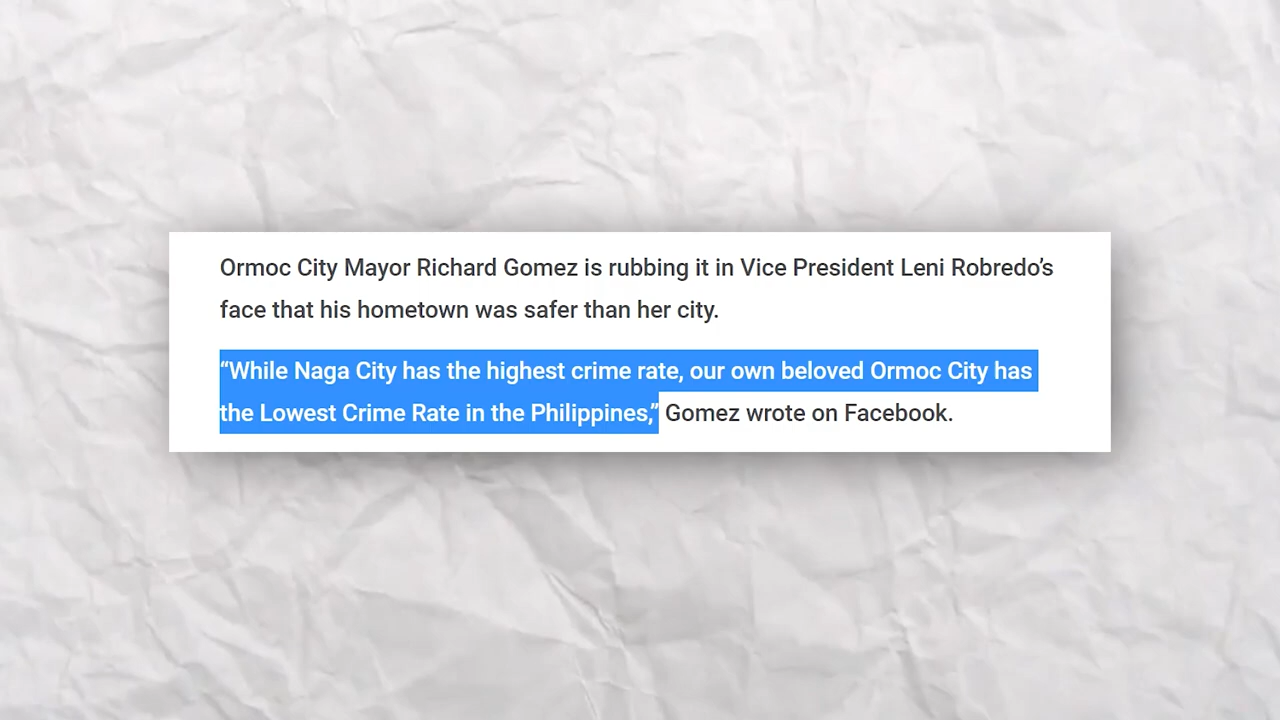 Ormoc City Mayor Richard Gomez is rubbing it in Vice President Leni Robredo’s
face that his hometown was safer than her city.
“While Naga City has the highest crime rate, our own beloved Ormoc City has
the Lowest Crime Rate in the Philippines,” Gomez wrote on Facebook.